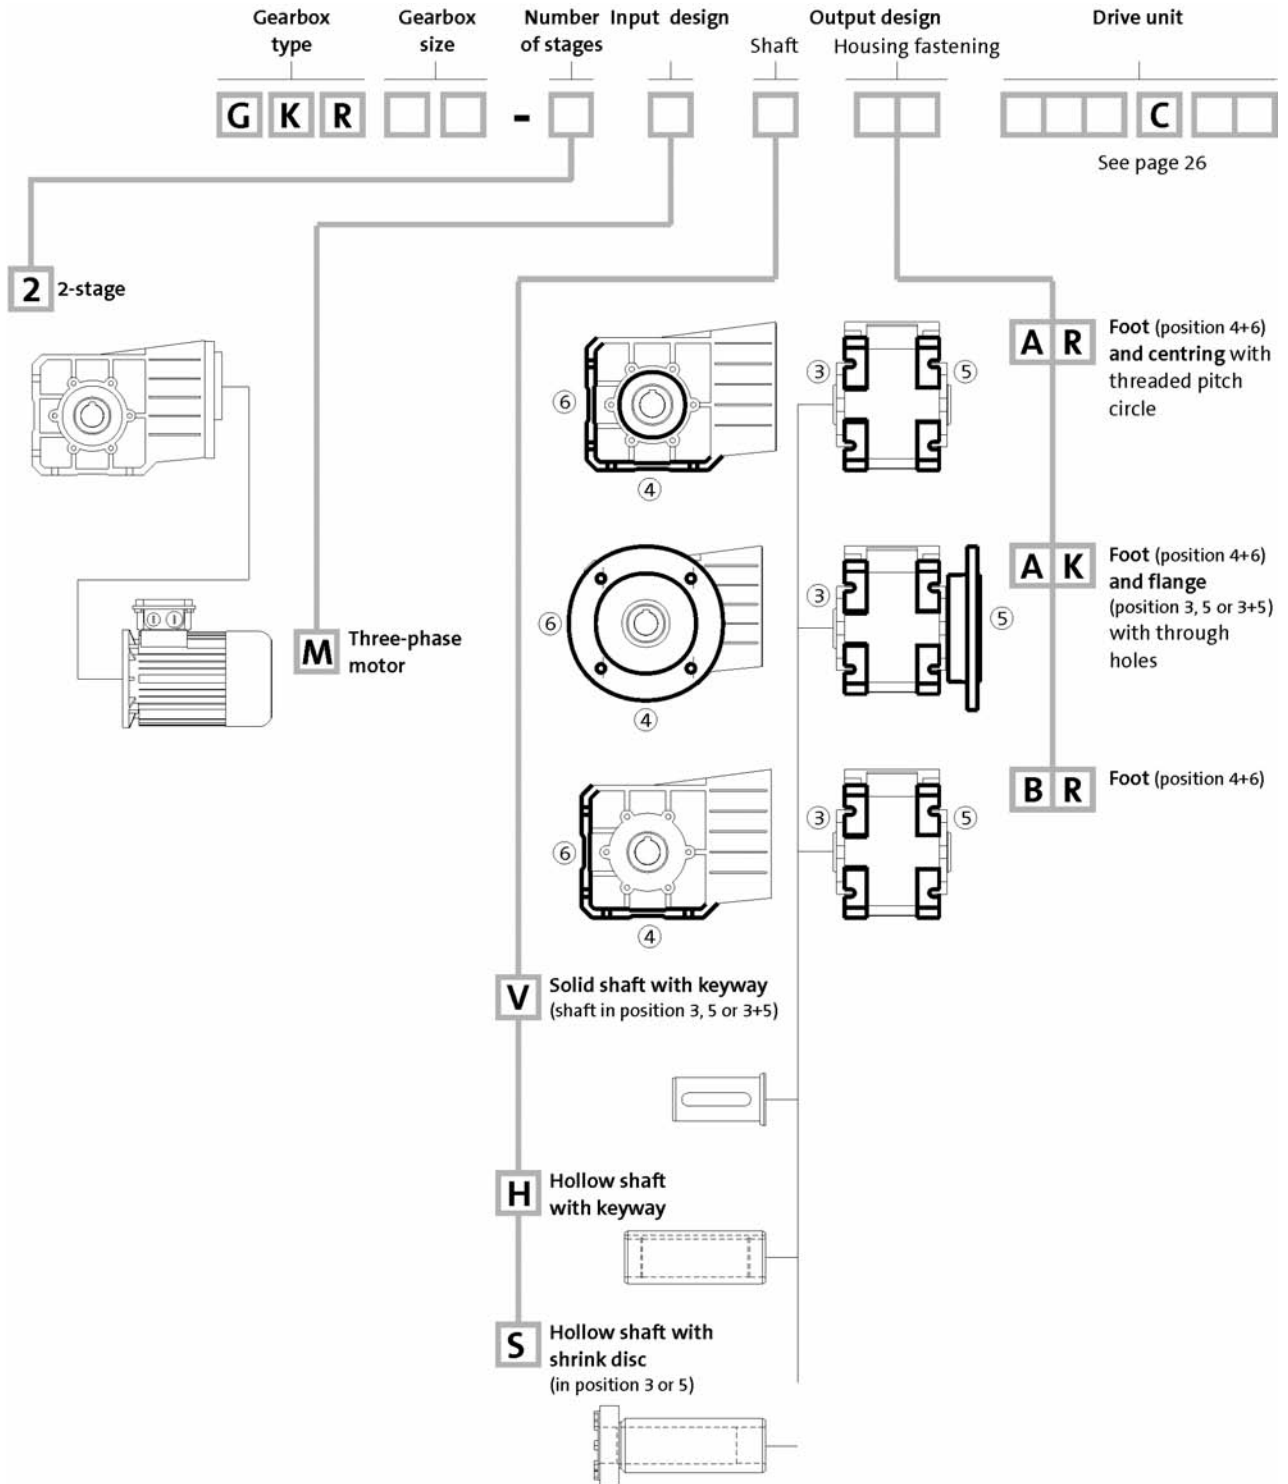 Gearbox type
Gearbox size
Number of stages
Input design
Output design
Shaft
Housing fastening
Drive unit
G K R - C
See page 26
2 2-stage
M Three-phase
motor
A R Foot (position 4+6)
and centring with
threaded pitch
circle
3
5
6
4
A K Foot (position 4+6)
and flange
(position 3, 5 or 3+5)
with through
holes
3
5
6
4
B R Foot (position 4+6)
3
5
6
4
V Solid shaft with keyway
(shaft in position 3, 5 or 3+5)
H Hollow shaft
with keyway
S Hollow shaft with
shrink disc
(in position 3 or 5)